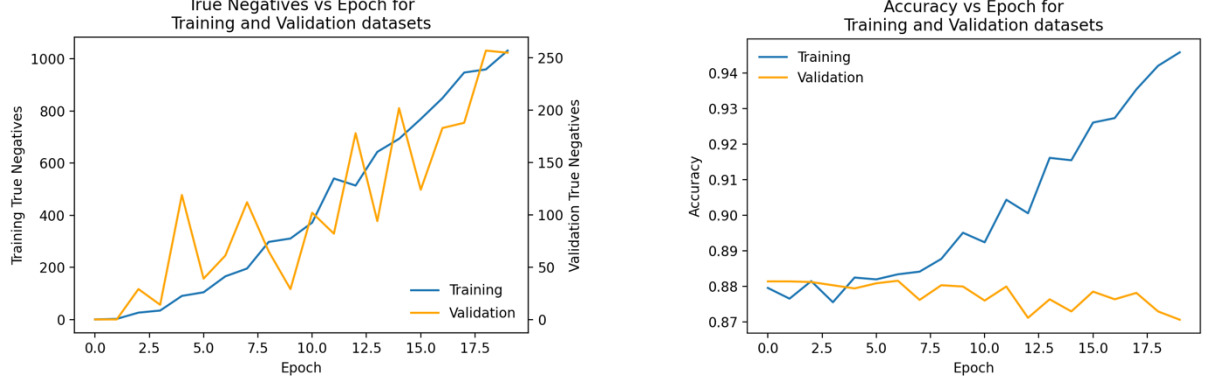 True Negatives vs Epoch for
Training and Validation datasets
1000
800
600
400
200
0
Training True Negatives
250
200
150
100
50
0
Validation True Negatives
Training
Validation
0.0 2.5 5.0 7.5 10.0 12.5 15.0 17.5
Epoch
Accuracy vs Epoch for
Training and Validation datasets
Training
Validation
0.94
0.93
0.92
0.91
0.90
0.89
0.88
0.87
Accuracy
0.0 2.5 5.0 7.5 10.0 12.5 15.0 17.5
Epoch